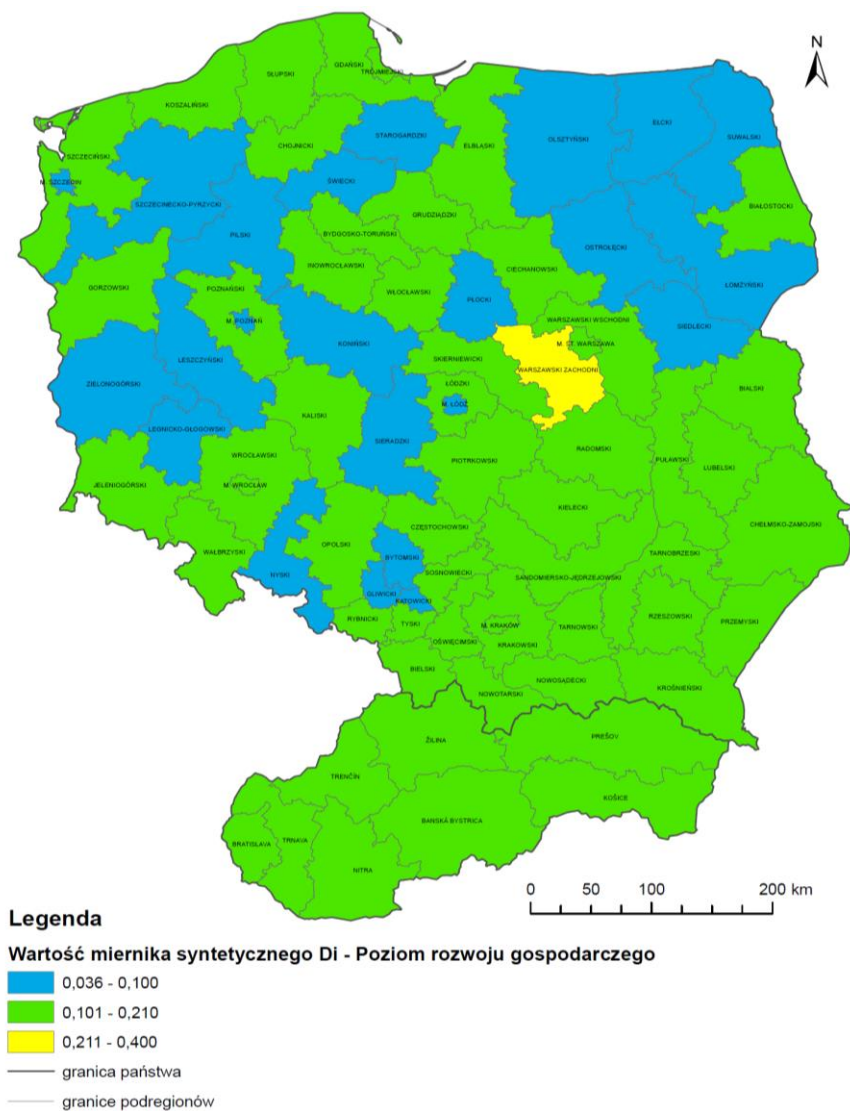 N
GDAŃSKI
SŁUPSKI
TRÓJMIEJSKI
KOSZALIŃSKI
STAROGARDZKI
OLSZTYŃSKI
EŁCKI
SUWALSKI
CHOJNICKI
ELBLĄSKI
SZCZECIŃSKI
M. SZCZECIN
ŚWIECKI
SZCZECINECKO-PYRZYCKI
BIAŁOSTOCKI
GRUDZIĄDZKI
PILSKI
BYDGOSKO-TORUŃSKI
OSTROŁĘCKI
INOWROCŁAWSKI
CIECHANOWSKI
GORZOWSKI
POZNAŃSKI
WŁOCŁAWSKI
PŁOCKI
ŁOMŻYŃSKI
M. POZNAŃ
WARSZAWSKI WSCHODNI
SIEDLECKI
KONIŃSKI
M. ST. WARSZAWA
LESZCZYŃSKI
SKIERNIEWICKI
WARSZAWSKI ZACHODNI
ZIELONOGÓRSKI
ŁÓDZKI
BIALSKI
M. ŁÓDŹ
KALISKI
LEGNICKO-GŁOGOWSKI
SIERADZKI
RADOMSKI
WROCŁAWSKI
PIOTRKOWSKI
PUŁAWSKI
LUBELSKI
JELENIOGÓRSKI
M. WROCŁAW
KIELECKI
CHEŁMSKO-ZAMOJSKI
CZĘSTOCHOWSKI
OPOLSKI
WAŁBRZYSKI
TARNOBRZESKI
BYTOMSKI
NYSKI
SOSNOWIECKI
SANDOMIERSKO-JĘDRZEJOWSKI
GLIWICKI
KATOWICKI
RZESZOWSKI
RYBNICKI
TYSKI
M. KRAKÓW
TARNOWSKI
PRZEMYSKI
OŚWIĘCIMSKI
KRAKOWSKI
BIELSKI
NOWOSĄDECKI
KROŚNIEŃSKI
NOWOTARSKI
ŽILINA
PREŠOV
TRENČÍN
KOŠICE
BANSKÁ BYSTRICA
BRATISLAVA
TRNAVA
NITRA
0 50 100 200 km
Legenda
Wartość miernika syntetycznego Di - Poziom rozwoju gospodarczego
0,036 - 0,100
0,101 - 0,210
0,211 - 0,400
granica państwa
granice podregionów